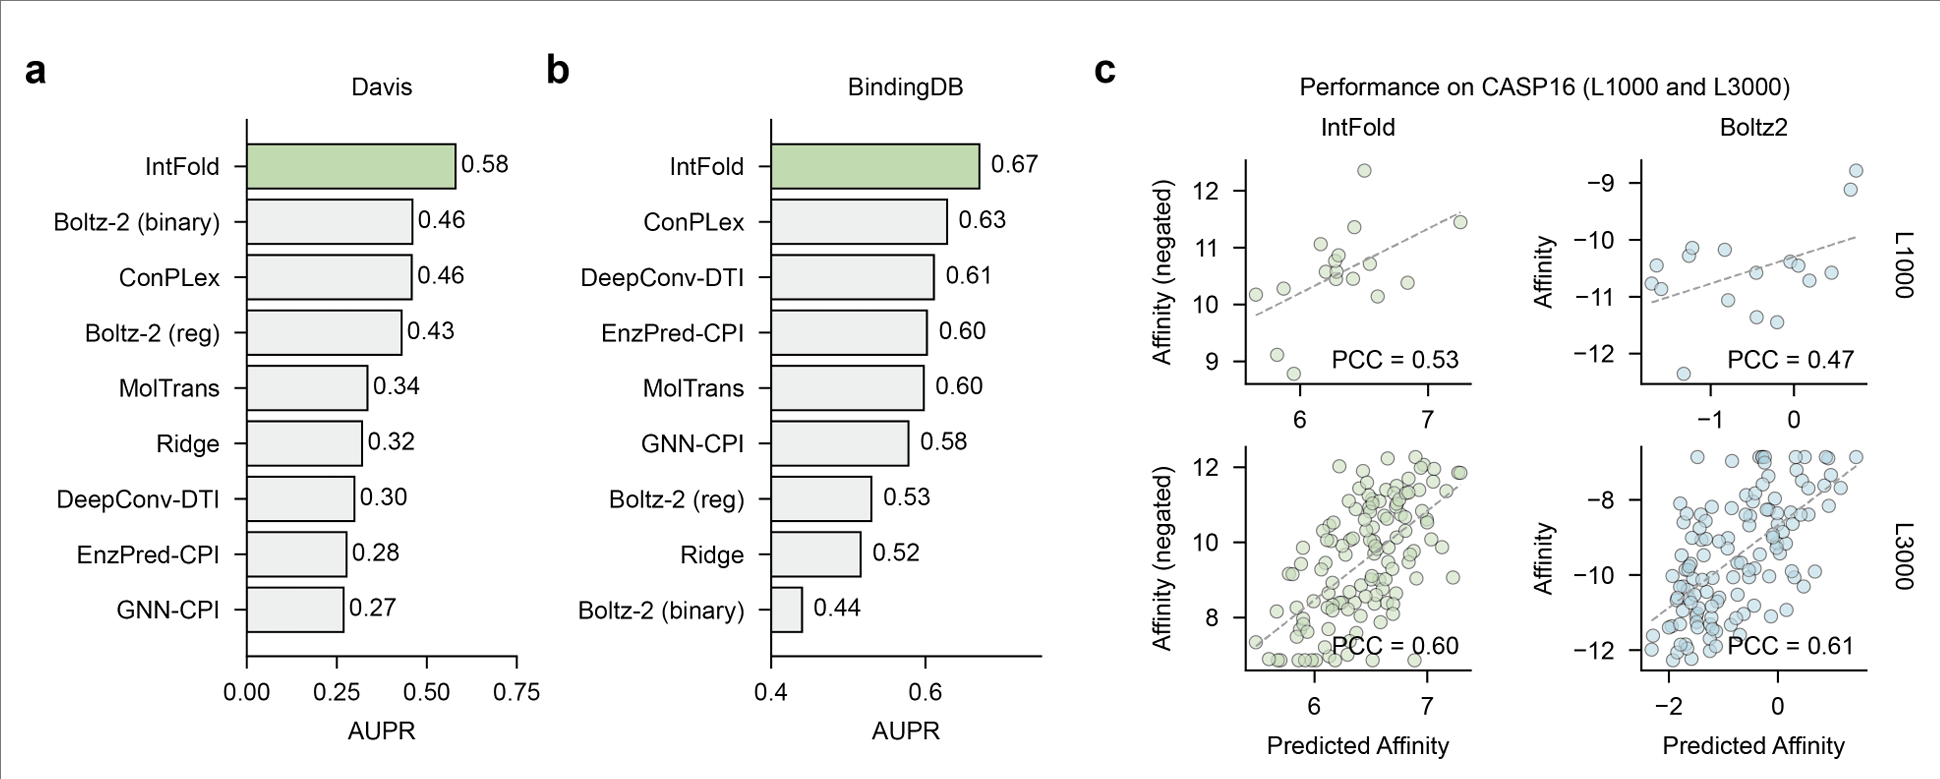 a
Davis
IntFold
0.58
Boltz-2 (binary)
0.46
ConPLex
0.46
Boltz-2 (reg)
0.43
MolTrans
0.34
Ridge
0.32
DeepConv-DTI
0.30
EnzPred-CPI
0.28
GNN-CPI
0.27
0.00 0.25 0.50 0.75
AUPR
b
BindingDB
IntFold
0.67
ConPLex
0.63
DeepConv-DTI
0.61
EnzPred-CPI
0.60
MolTrans
0.60
GNN-CPI
0.58
Boltz-2 (reg)
0.53
Ridge
0.52
Boltz-2 (binary)
0.44
0.4 0.6
AUPR
c
Performance on CASP16 (L1000 and L3000)
IntFold
Affinity (negated)
12
11
10
9
PCC = 0.53
6 7
Boltz2
Affinity
−9
−10
−11
−12
PCC = 0.47
−1 0
L1000
Affinity (negated)
12
10
8
PCC = 0.60
6 7
Predicted Affinity
Affinity
−8
−10
−12
PCC = 0.61
−2 0
Predicted Affinity
L3000